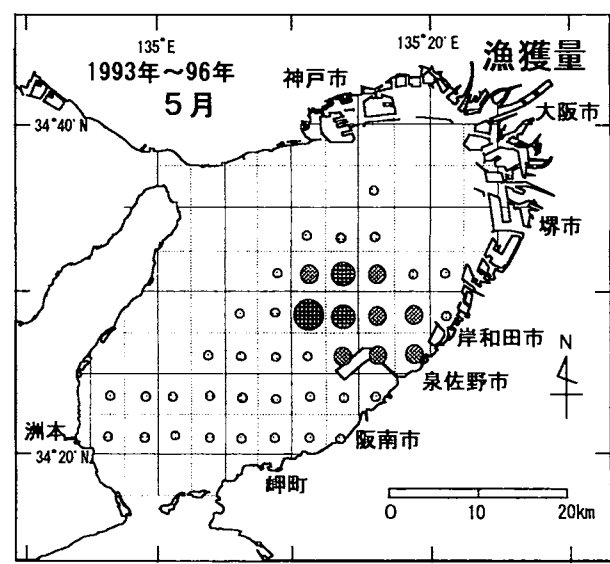 135°E
135°20'E
漁獲量
1993年～96年
5月
神戸市
大阪市
34°40'N
堺市
岸和田市
N
泉佐野市
洲本
阪南市
34°20'N
岬町
0 10 20km